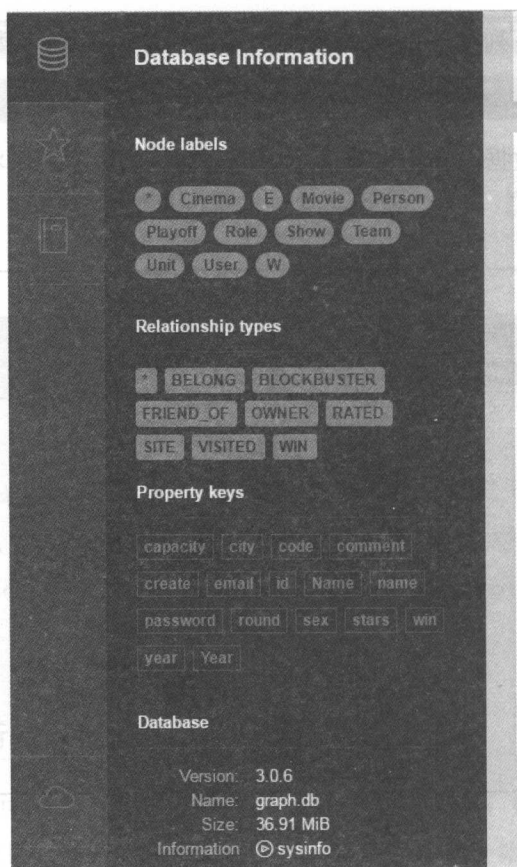 Database Information
Node labels
* Cinema E Movie Person
Playoff Role Show Team
Unit User W
Relationship types
* BELONG BLOCKBUSTER
FRIEND_OF OWNER RATED
SITE VISITED WIN
Property keys
capacity city code comment
create email id Name name
password round sex stars win
year Year
Database
Version: 3.0.6
Name: graph.db
Size: 36.91 MiB
Information sysinfo